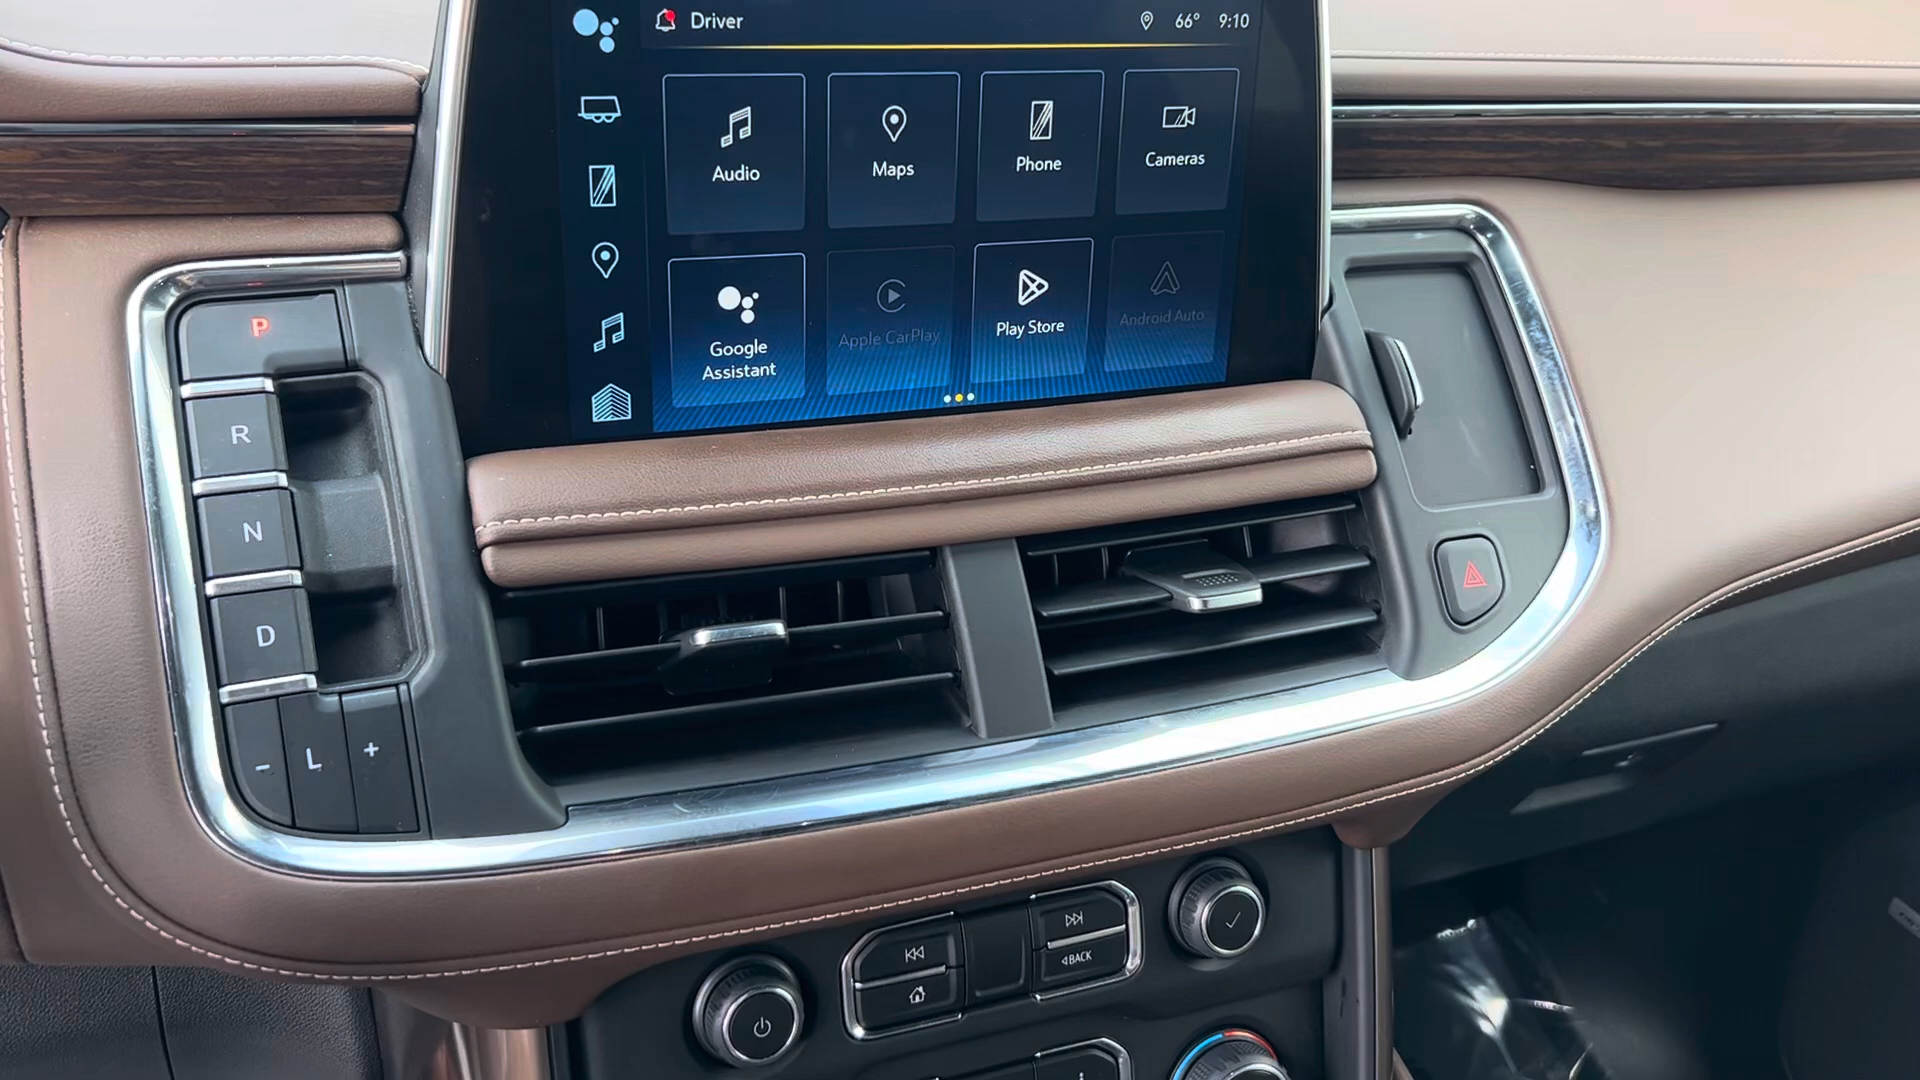 Driver
66° 9:10
Audio
Maps
Phone
Cameras
Google
Assistant
Apple CarPlay
Play Store
Android Auto
P
R
N
D
- L +
BACK